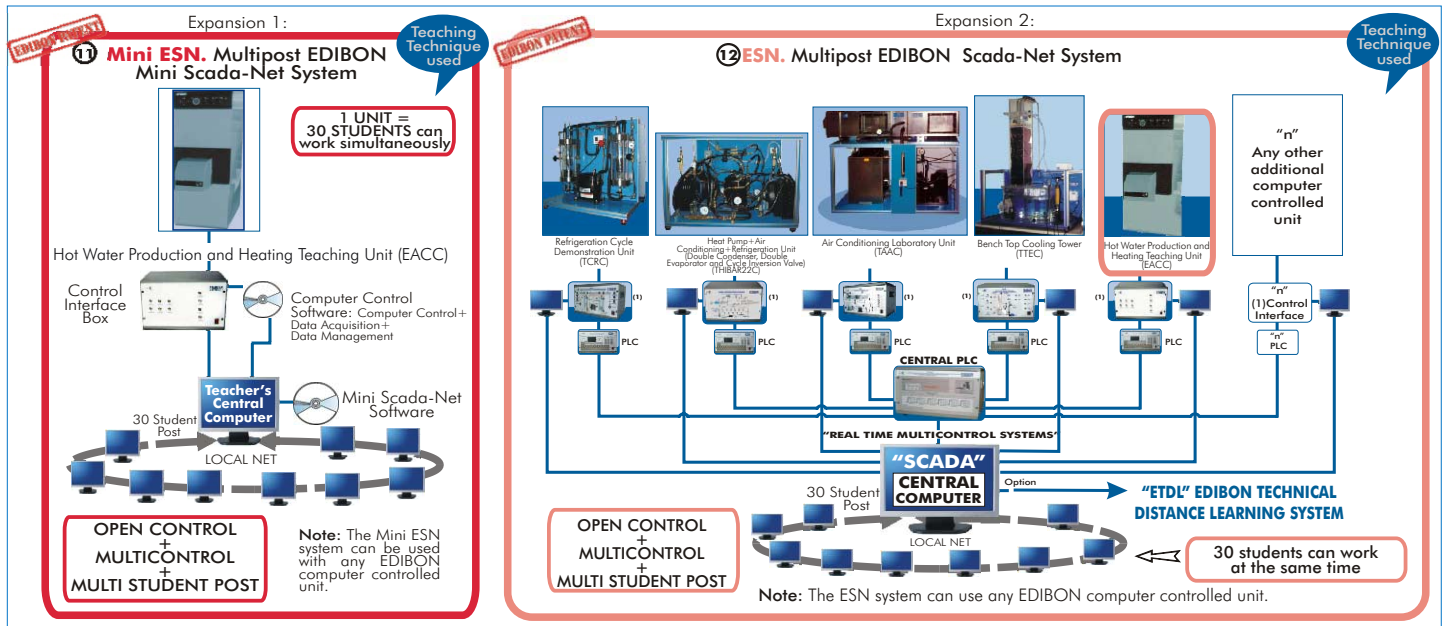 Expansion 1:
EDIBON PATENT
Teaching
Technique
used
11 Mini ESN. Multipost EDIBON
Mini Scada-Net System
1 UNIT =
30 STUDENTS can
work simultaneously
Hot Water Production and Heating Teaching Unit (EACC)
Control
Interface
Box
Computer Control
Software: Computer Control+
Data Acquisition+
Data Management
Teacher's
Central
Computer
Mini Scada-Net
Software
30 Student
Post
LOCAL NET
OPEN CONTROL
+
MULTICONTROL
+
MULTI STUDENT POST
Note: The Mini ESN
system can be used
with any EDIBON
computer controlled
unit.
Expansion 2:
EDIBON PATENT
Teaching
Technique
used
12 ESN. Multipost EDIBON Scada-Net System
Refrigeration Cycle
Demonstration Unit
(TCRC)
Heat Pump+Air
Conditioning+Refrigeration Unit
(Double Condenser, Double
Evaporator and Cycle Inversion Valve)
(THIBAR22C)
Air Conditioning Laboratory Unit
(TAAC)
Bench Top Cooling Tower
(TTEC)
Hot Water Production and
Heating Teaching Unit
(EACC)
"n"
Any other
additional
computer
controlled
unit
(1)
(1)
(1)
(1)
(1)
"n"
(1)Control
Interface
PLC
PLC
PLC
PLC
PLC
"n"
PLC
CENTRAL PLC
"REAL TIME MULTICONTROL SYSTEMS"
"SCADA"
CENTRAL
COMPUTER
Option
"ETDL" EDIBON TECHNICAL
DISTANCE LEARNING SYSTEM
30 Student
Post
LOCAL NET
OPEN CONTROL
+
MULTICONTROL
+
MULTI STUDENT POST
30 students can work
at the same time
Note: The ESN system can use any EDIBON computer controlled unit.